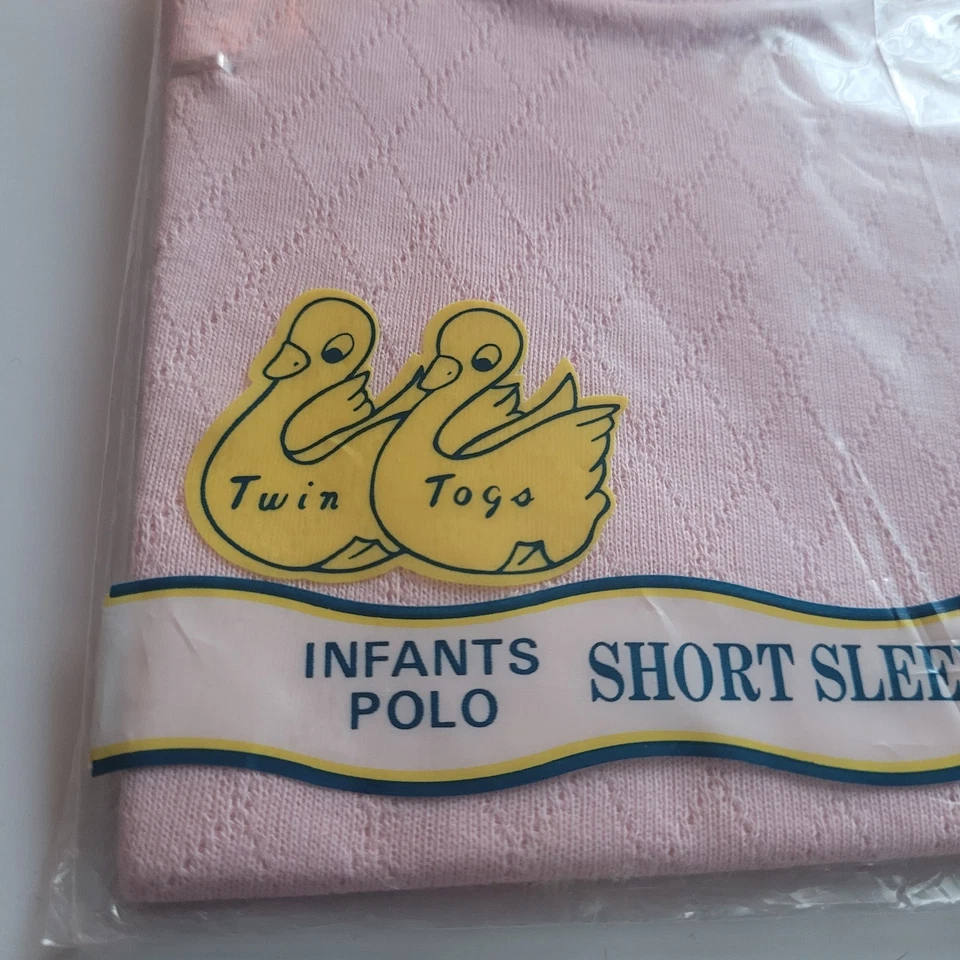 Twin Togs
INFANTS
POLO
SHORT SLEE